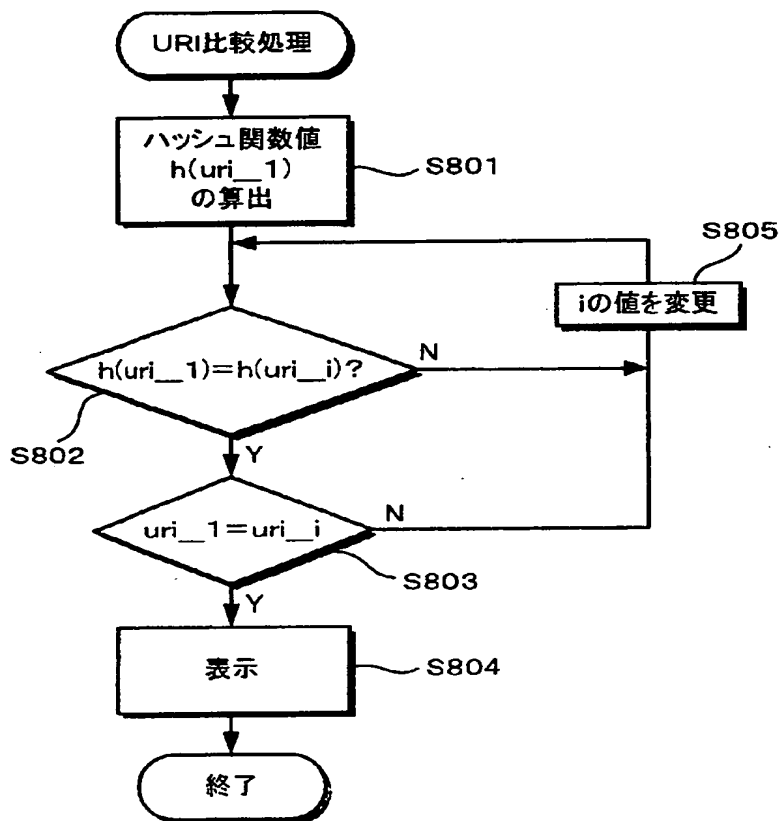 URI比較処理
ハッシュ関数値
h(uri__1)
の算出
S801
S805
iの値を変更
h(uri__1)=h(uri__i)?
N
S802
Y
uri__1=uri__i
N
S803
Y
表示
S804
終了